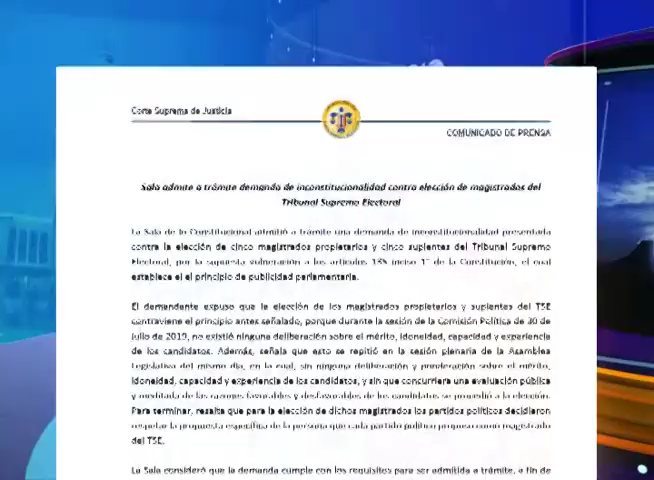 Corte Suprema de Justicia
COMUNICADO DE PRENSA
Sala admite a trámite demanda de inconstitucionalidad contra elección de magistrados del
Tribunal Supremo Electoral
La Sala de lo Constitucional admitió a trámite una demanda de inconstitucionalidad presentada
contra la elección de cinco magistrados propietarios y cinco suplentes del Tribunal Supremo
Electoral, por la supuesta vulneración a los artículos 135 inciso 1° de la Constitución, el cual
establece el el principio de publicidad parlamentaria.
El demandante expuso que la elección de los magistrados propietarios y suplentes del TSE
contraviene el principio antes señalado, porque durante la sesión de la Comisión Política de 30 de
julio de 2019, no existió ninguna deliberación sobre el mérito, idoneidad, capacidad y experiencia
de los candidatos. Además, señala que esto se repitió en la sesión plenaria de la Asamblea
Legislativa del mismo día, en la cual, sin ninguna deliberación y ponderación sobre el mérito,
idoneidad, capacidad y experiencia de los candidatos, y sin que concurriera una evaluación pública
y meditada de las razones favorables y desfavorables de los candidatos se procedió a la elección.
Para terminar, resalta que para la elección de dichos magistrados los partidos políticos decidieron
respetar la propuesta específica de la persona que cada partido político propuso como magistrado
del TSE.
La Sala consideró que la demanda cumple con los requisitos para ser admitida a trámite, a fin de